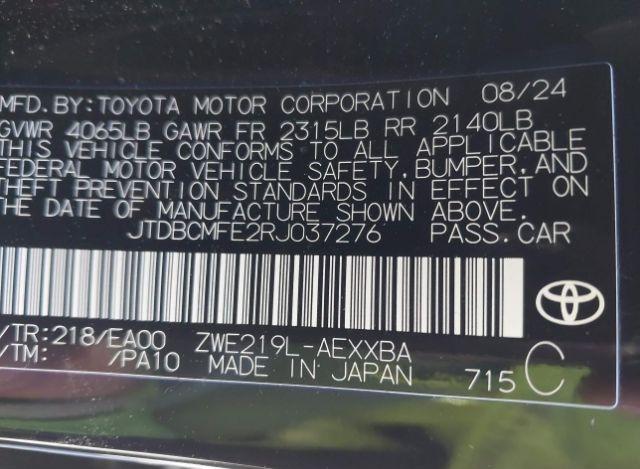 MFD.BY:TOYOTA MOTOR CORPORATION 08/24
GVWR 4065LB GAWR FR 2315LB RR 2140LB
THIS VEHICLE CONFORMS TO ALL APPLICABLE
FEDERAL MOTOR VEHICLE SAFETY,BUMPER,AND
THEFT PREVENTION STANDARDS IN EFFECT ON
THE DATE OF MANUFACTURE SHOWN ABOVE.
JTDBCMFE2RJ037276 PASS.CAR
/TR:218/EA00 ZWE219L-AEXXBA
/TM: /PA10 MADE IN JAPAN 715 C